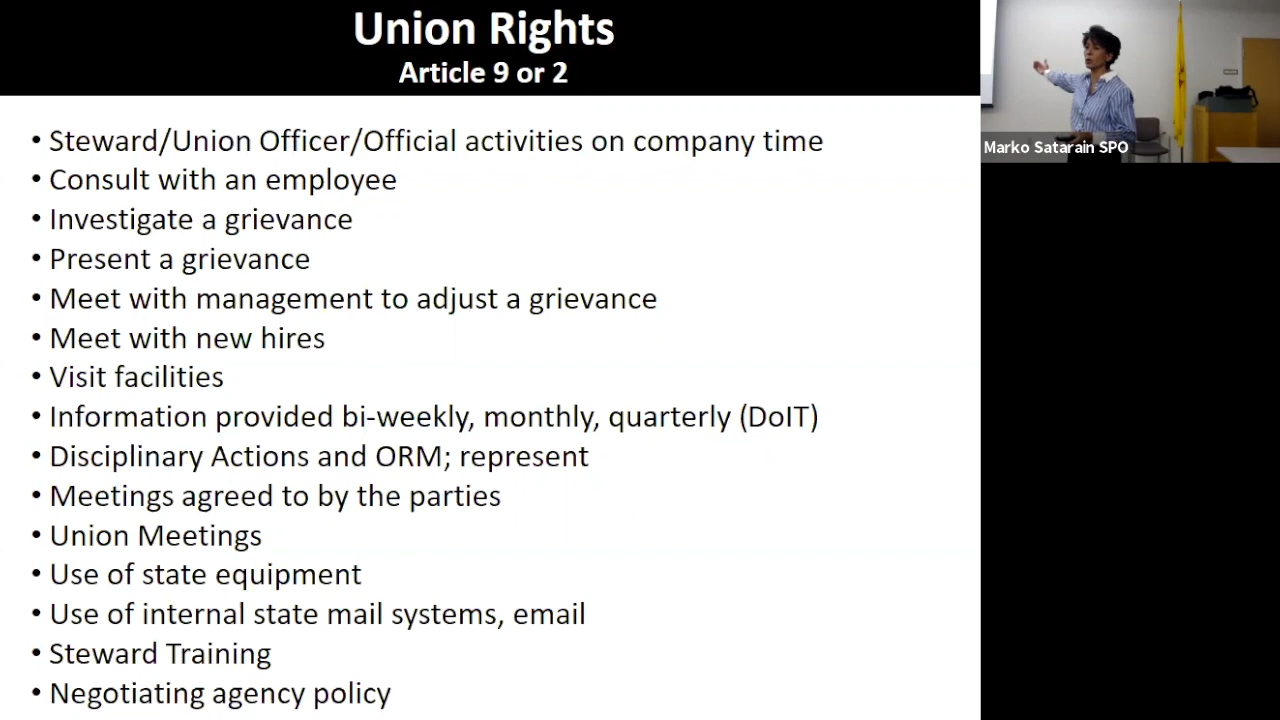 Union Rights
Article 9 or 2
• Steward/Union Officer/Official activities on company time
• Consult with an employee
• Investigate a grievance
• Present a grievance
• Meet with management to adjust a grievance
• Meet with new hires
• Visit facilities
• Information provided bi-weekly, monthly, quarterly (DoIT)
• Disciplinary Actions and ORM; represent
• Meetings agreed to by the parties
• Union Meetings
• Use of state equipment
• Use of internal state mail systems, email
• Steward Training
• Negotiating agency policy
Marko Satarain SPO